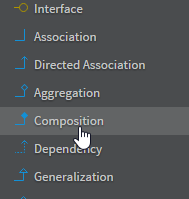 Interface
Association
Directed Association
Aggregation
Composition
Dependency
Generalization